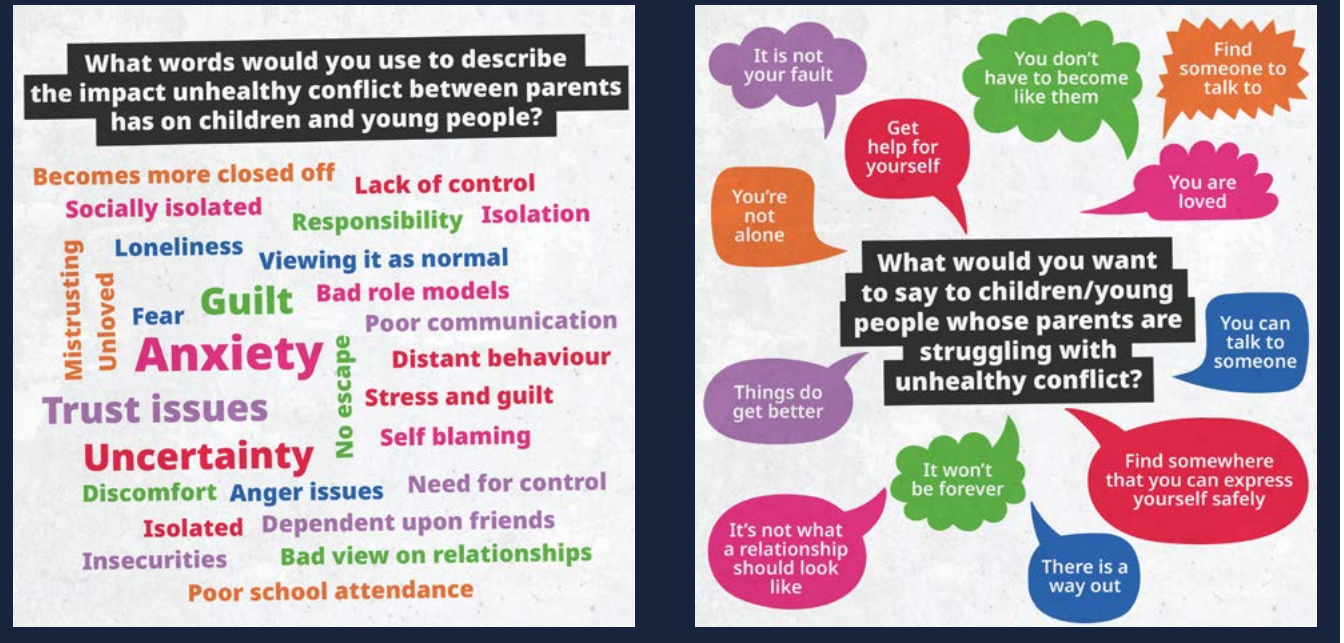 What words would you use to describe
the impact unhealthy conflict between parents
has on children and young people?
Becomes more closed off
Lack of control
Socially isolated
Responsibility
Isolation
Loneliness
Viewing it as normal
Mistrusting
Unloved
Fear
Guilt
Bad role models
Poor communication
Anxiety
No escape
Distant behaviour
Trust issues
Stress and guilt
Self blaming
Uncertainty
Discomfort
Anger issues
Need for control
Isolated
Dependent upon friends
Insecurities
Bad view on relationships
Poor school attendance
It is not
your fault
You don't
have to become
like them
Find
someone to
talk to
Get
help for
yourself
You're
not
alone
You are
loved
What would you want
to say to children/young
people whose parents are
struggling with
unhealthy conflict?
You can
talk to
someone
Things do
get better
It won't
be forever
Find somewhere
that you can express
yourself safely
It's not what
a relationship
should look
like
There is a
way out